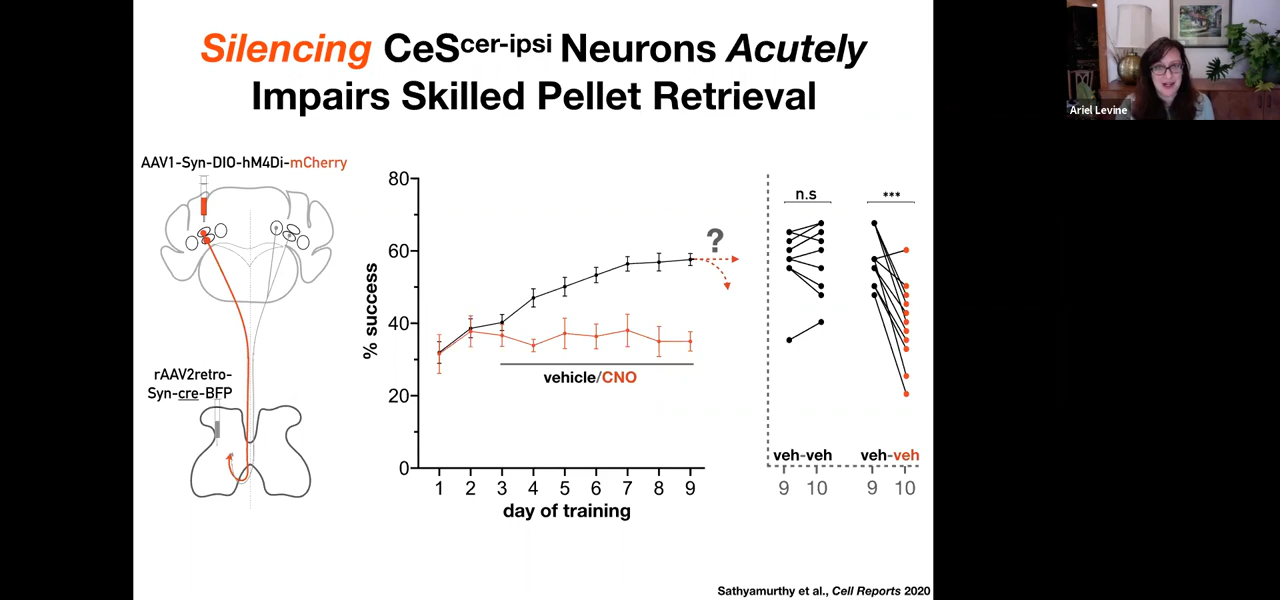 Silencing CeScer-ipsi Neurons Acutely
Impairs Skilled Pellet Retrieval
Ariel Levine
AAV1-Syn-DIO-hM4Di-mCherry
rAAV2retro-
Syn-cre-BFP
80
60
40
20
0
% success
?
vehicle/CNO
1 2 3 4 5 6 7 8 9
day of training
n.s
***
veh-veh
veh-veh
9 10
9 10
Sathyamurthy et al., Cell Reports 2020